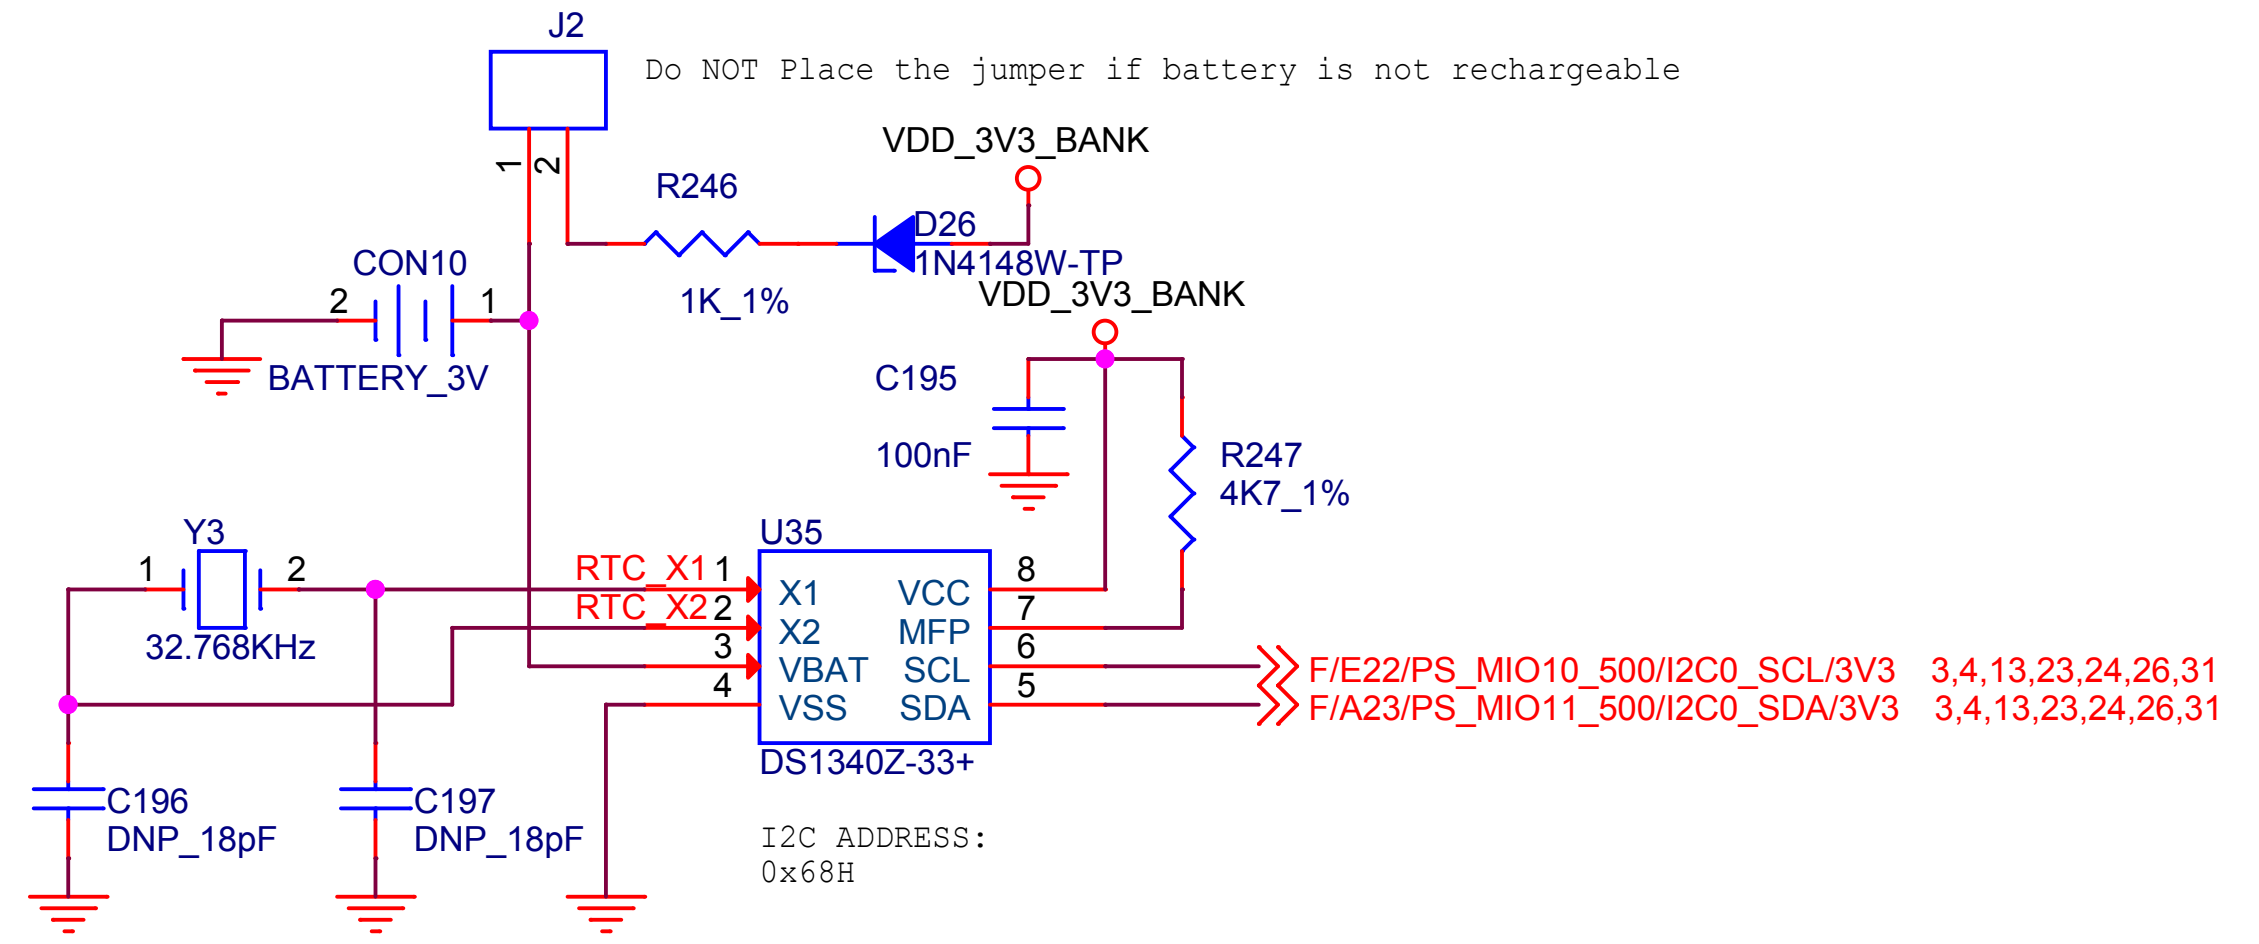 J2
Do NOT Place the jumper if battery is not rechargeable
1
2
VDD_3V3_BANK
R246
D26
1N4148W-TP
1K_1%
CON10
2
1
BATTERY_3V
VDD_3V3_BANK
C195
100nF
R247
4K7_1%
Y3
1
2
32.768KHz
U35
RTC_X1
1
X1
VCC
8
RTC_X2
2
X2
MFP
7
3
VBAT
SCL
6
F/E22/PS_MIO10_500/I2C0_SCL/3V3 3,4,13,23,24,26,31
4
VSS
SDA
5
F/A23/PS_MIO11_500/I2C0_SDA/3V3 3,4,13,23,24,26,31
DS1340Z-33+
C196
DNP_18pF
C197
DNP_18pF
I2C ADDRESS:
0x68H